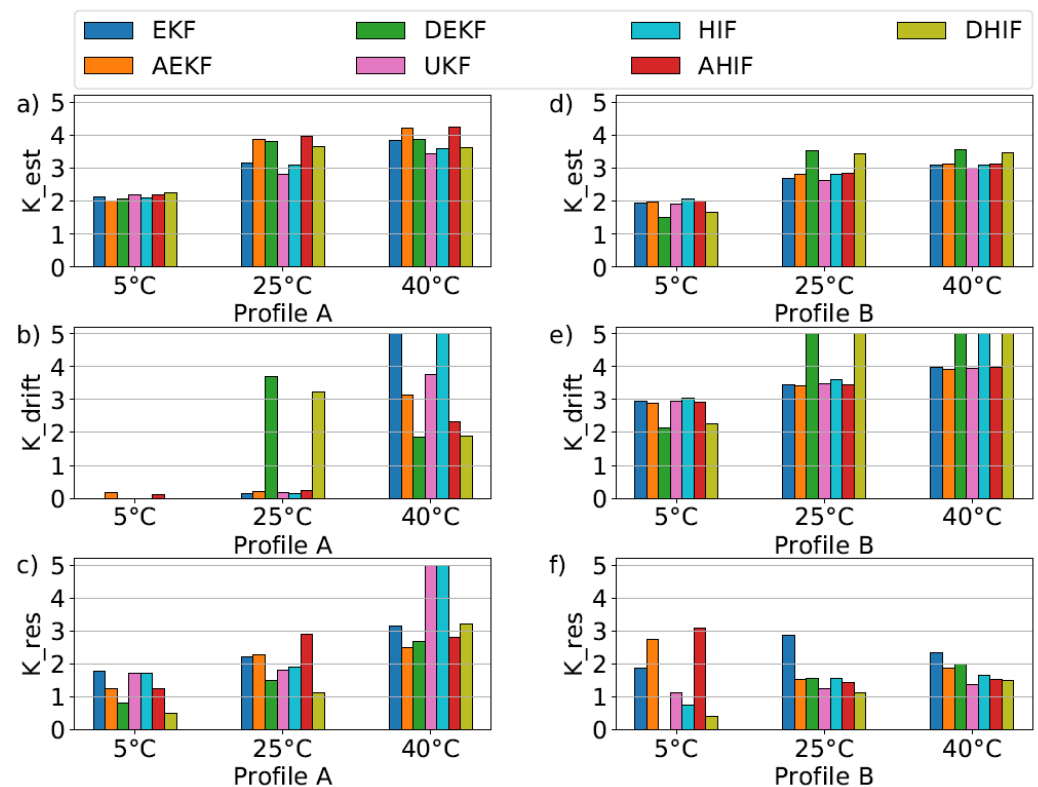 EKF DEKF HIF DHIF
AEKF UKF AHIF
a) K_est 5 4 3 2 1 0
5°C 25°C 40°C
Profile A
d) K_est 5 4 3 2 1 0
5°C 25°C 40°C
Profile B
b) K_drift 5 4 3 2 1 0
5°C 25°C 40°C
Profile A
e) K_drift 5 4 3 2 1 0
5°C 25°C 40°C
Profile B
c) K_res 5 4 3 2 1 0
5°C 25°C 40°C
Profile A
f) K_res 5 4 3 2 1 0
5°C 25°C 40°C
Profile B